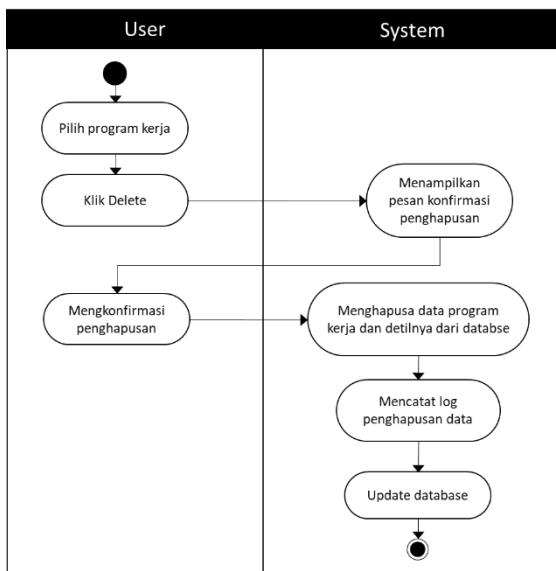 User
System
Pilih program kerja
Klik Delete
Menampilkan
pesan konfirmasi
penghapusan
Mengkonfirmasi
penghapusan
Menghapusa data program
kerja dan detilnya dari databse
Mencatat log
penghapusan data
Update database